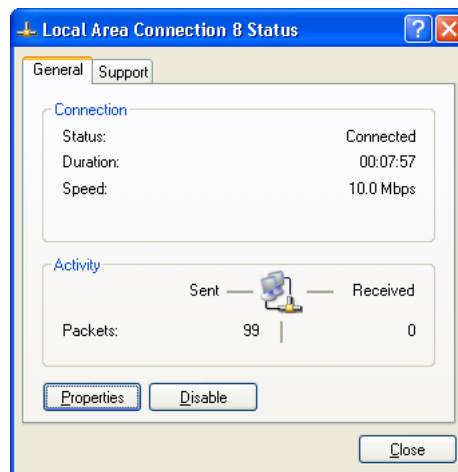 Local Area Connection 8 Status
General Support
Connection
Status: Connected
Duration: 00:07:57
Speed: 10.0 Mbps
Activity
Sent Received
Packets: 99 0
Properties Disable
Close